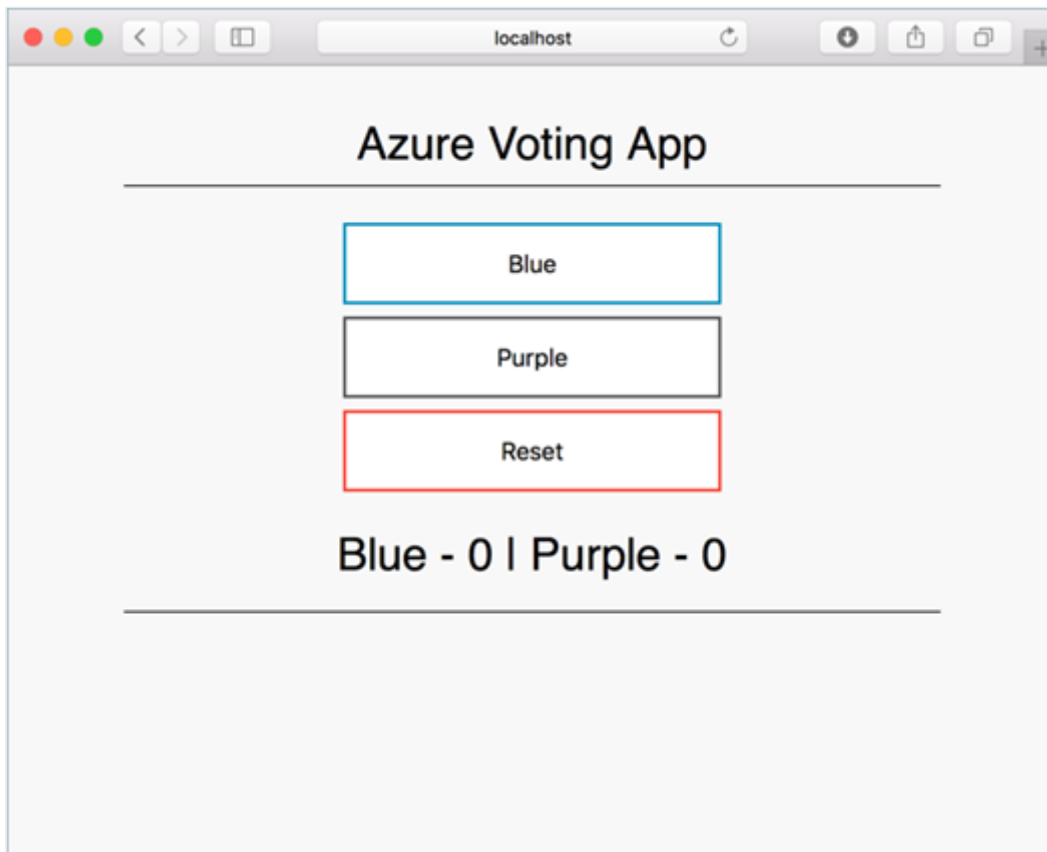 localhost
Azure Voting App
Blue
Purple
Reset
Blue - 0 | Purple - 0